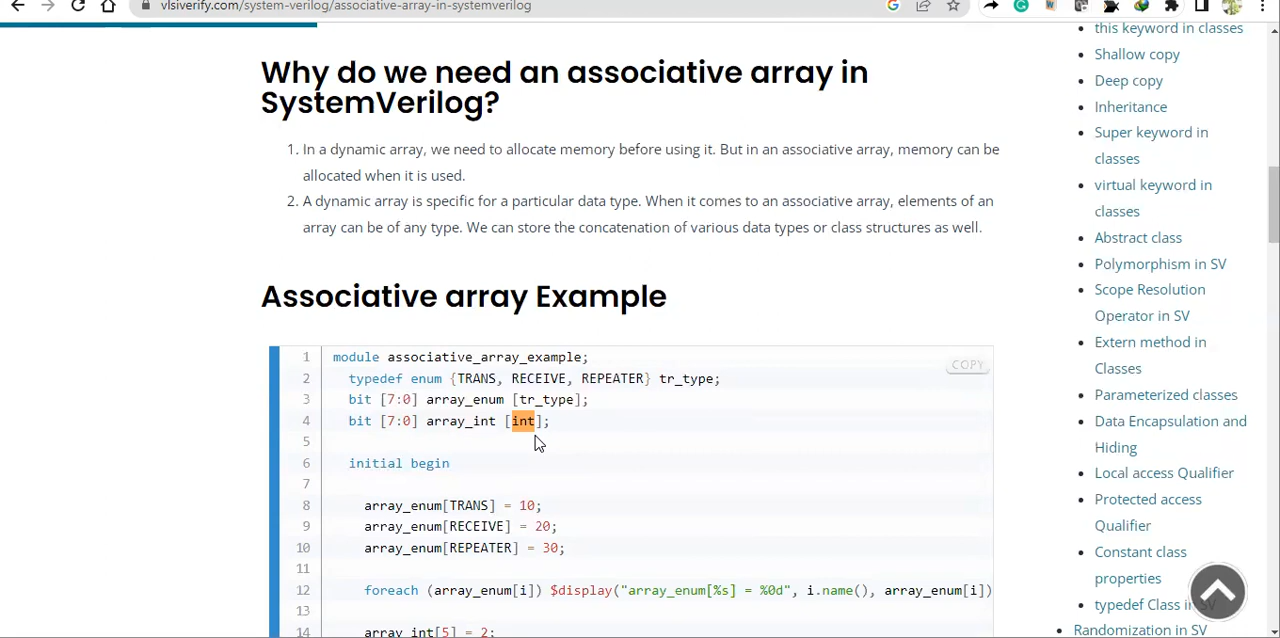 vlsiverify.com/system-verilog/associative-array-in-systemverilog
Why do we need an associative array in
SystemVerilog?
1. In a dynamic array, we need to allocate memory before using it. But in an associative array, memory can be
allocated when it is used.
2. A dynamic array is specific for a particular data type. When it comes to an associative array, elements of an
array can be of any type. We can store the concatenation of various data types or class structures as well.
Associative array Example
COPY
1 module associative_array_example;
2 typedef enum {TRANS, RECEIVE, REPEATER} tr_type;
3 bit [7:0] array_enum [tr_type];
4 bit [7:0] array_int [int];
5
6 initial begin
7
8 array_enum[TRANS] = 10;
9 array_enum[RECEIVE] = 20;
10 array_enum[REPEATER] = 30;
11
12 foreach (array_enum[i]) $display("array_enum[%s] = %0d", i.name(), array_enum[i])
13
14 array_int[5] = 2;
this keyword in classes
Shallow copy
Deep copy
Inheritance
Super keyword in
classes
virtual keyword in
classes
Abstract class
Polymorphism in SV
Scope Resolution
Operator in SV
Extern method in
Classes
Parameterized classes
Data Encapsulation and
Hiding
Local access Qualifier
Protected access
Qualifier
Constant class
properties
typedef Class in SV
Randomization in SV